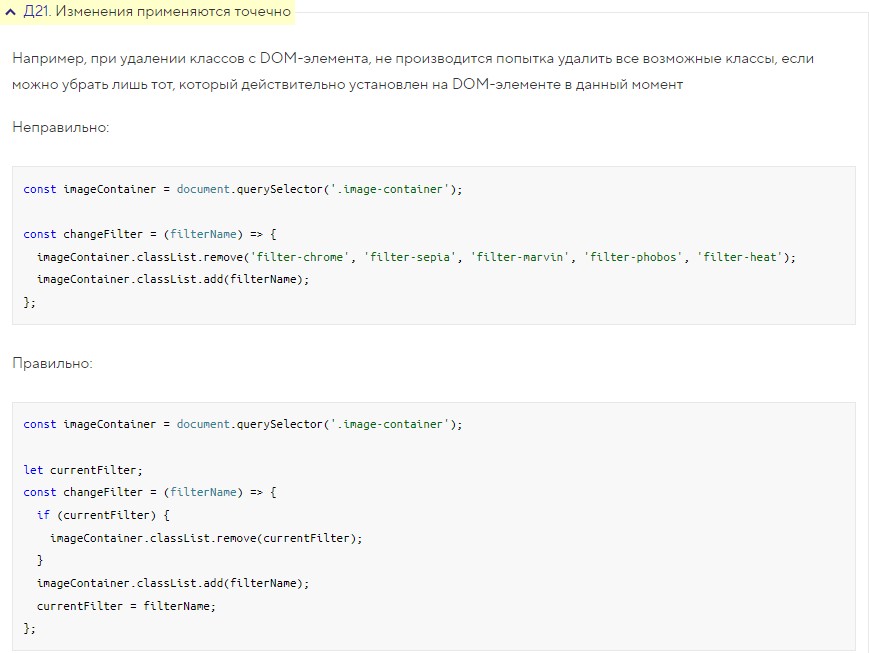 Д21. Изменения применяются точечно
Например, при удалении классов с DOM-элемента, не производится попытка удалить все возможные классы, если
можно убрать лишь тот, который действительно установлен на DOM-элементе в данный момент
Неправильно:
const imageContainer = document.querySelector('.image-container');
const changeFilter = (filterName) => {
imageContainer.classList.remove('filter-chrome', 'filter-sepia', 'filter-marvin', 'filter-phobos', 'filter-heat');
imageContainer.classList.add(filterName);
};
Правильно:
const imageContainer = document.querySelector('.image-container');
let currentFilter;
const changeFilter = (filterName) => {
if (currentFilter) {
imageContainer.classList.remove(currentFilter);
}
imageContainer.classList.add(filterName);
currentFilter = filterName;
};